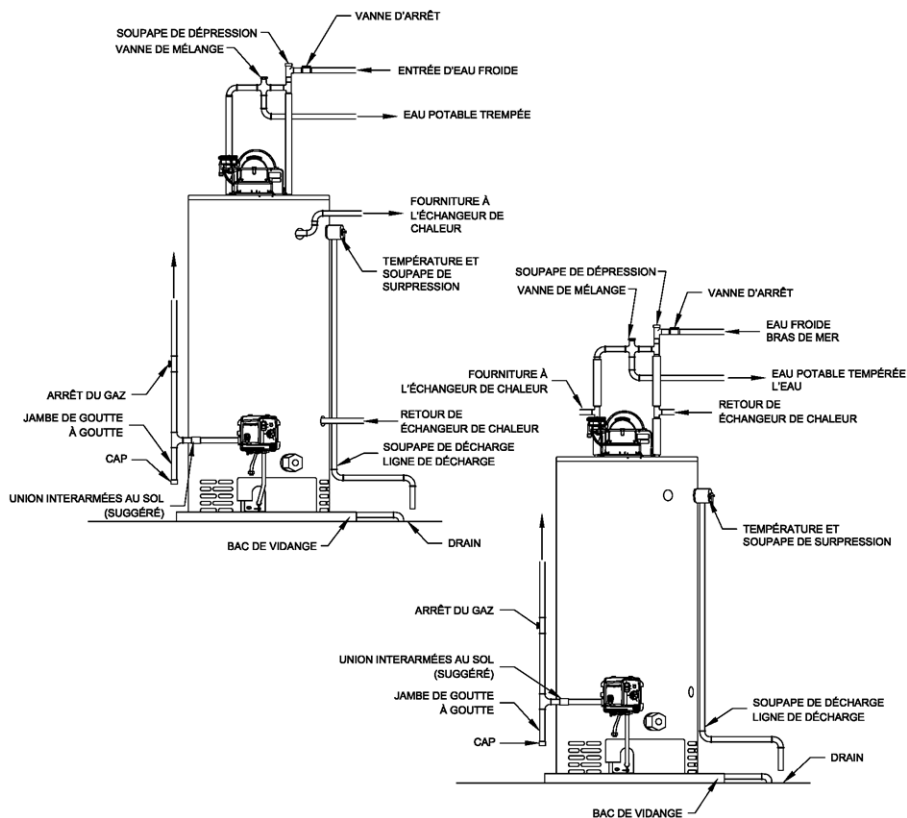 VANNE D'ARRÊT
SOUPAPE DE DÉPRESSION
VANNE DE MÉLANGE
ENTRÉE D'EAU FROIDE
EAU POTABLE TREMPÉE
FOURNITURE À
L'ÉCHANGEUR DE
CHALEUR
TEMPÉRATURE ET
SOUPAPE DE
SURPRESSION
ARRÊT DU GAZ
JAMBE DE GOUTTE
À GOUTTE
CAP
UNION INTERARMÉES AU SOL
(SUGGÉRÉ)
RETOUR DE
ÉCHANGEUR DE CHALEUR
SOUPAPE DE DÉCHARGE
LIGNE DE DÉCHARGE
BAC DE VIDANGE
DRAIN
SOUPAPE DE DÉPRESSION
VANNE DE MÉLANGE
VANNE D'ARRÊT
EAU FROIDE
BRAS DE MER
FOURNITURE À
L'ÉCHANGEUR DE CHALEUR
EAU POTABLE TEMPÉRÉE
L'EAU
RETOUR DE
ÉCHANGEUR DE CHALEUR
TEMPÉRATURE ET
SOUPAPE DE SURPRESSION
ARRÊT DU GAZ
UNION INTERARMÉES AU SOL
(SUGGÉRÉ)
JAMBE DE GOUTTE
À GOUTTE
CAP
SOUPAPE DE DÉCHARGE
LIGNE DE DÉCHARGE
DRAIN
BAC DE VIDANGE